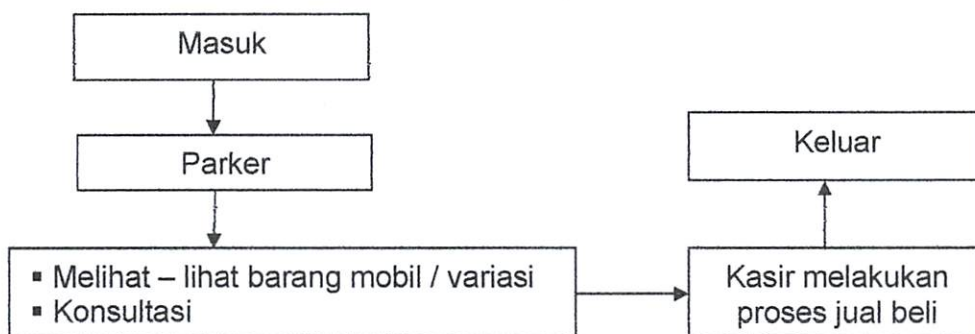 Masuk
Parker
▪ Melihat – lihat barang mobil / variasi
▪ Konsultasi
Kasir melakukan
proses jual beli
Keluar